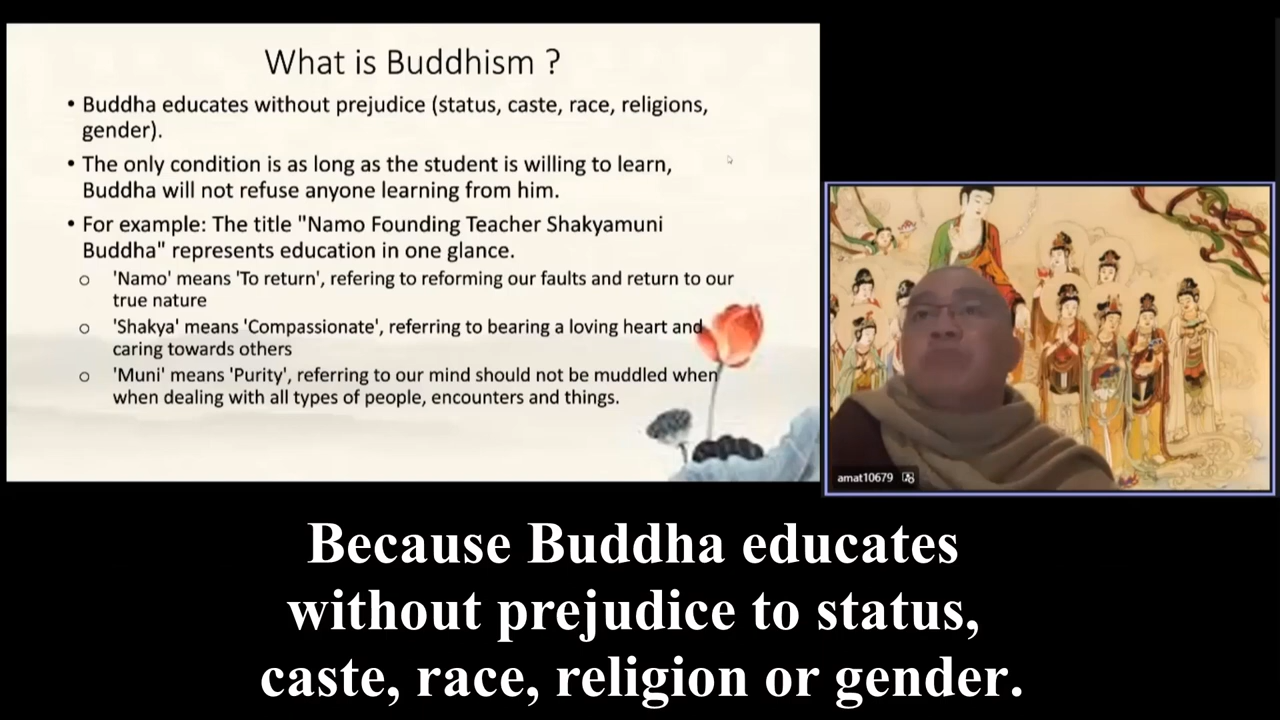 What is Buddhism ?
• Buddha educates without prejudice (status, caste, race, religions,
gender).
• The only condition is as long as the student is willing to learn,
Buddha will not refuse anyone learning from him.
• For example: The title "Namo Founding Teacher Shakyamuni
Buddha" represents education in one glance.
o 'Namo' means 'To return', refering to reforming our faults and return to our
true nature
o 'Shakya' means 'Compassionate', referring to bearing a loving heart and
caring towards others
o 'Muni' means 'Purity', referring to our mind should not be muddled when
when dealing with all types of people, encounters and things.
amat10679
Because Buddha educates
without prejudice to status,
caste, race, religion or gender.